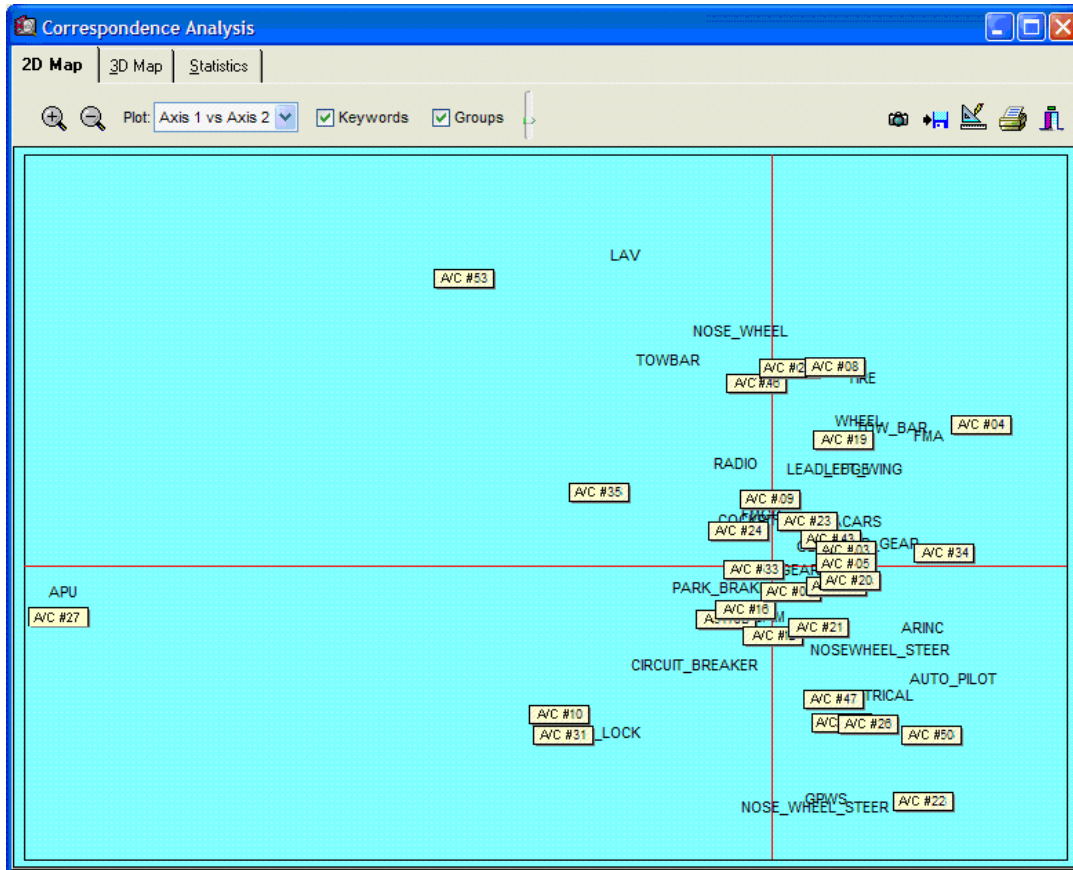 Correspondence Analysis
2D Map 3D Map Statistics
Plot: Axis 1 vs Axis 2 Keywords Groups
LAV
A/C #53
NOSE_WHEEL
TOWBAR
A/C #08
A/C #46
A/C #04
WHEEL
TOW_BAR
FMA
A/C #19
RADIO
A/C #35
A/C #09
A/C #23
ACARS
A/C #24
A/C #43
A/C #03
A/C #34
A/C #05
A/C #33
A/C #20
APU
A/C #27
A/C #16
A/C #21
ARINC
NOSEWHEEL_STEER
CIRCUIT_BREAKER
AUTO_PILOT
A/C #47
A/C #10
A/C #26
A/C #31
A/C #50
GPWS
A/C #22
NOSE_WHEEL_STEER